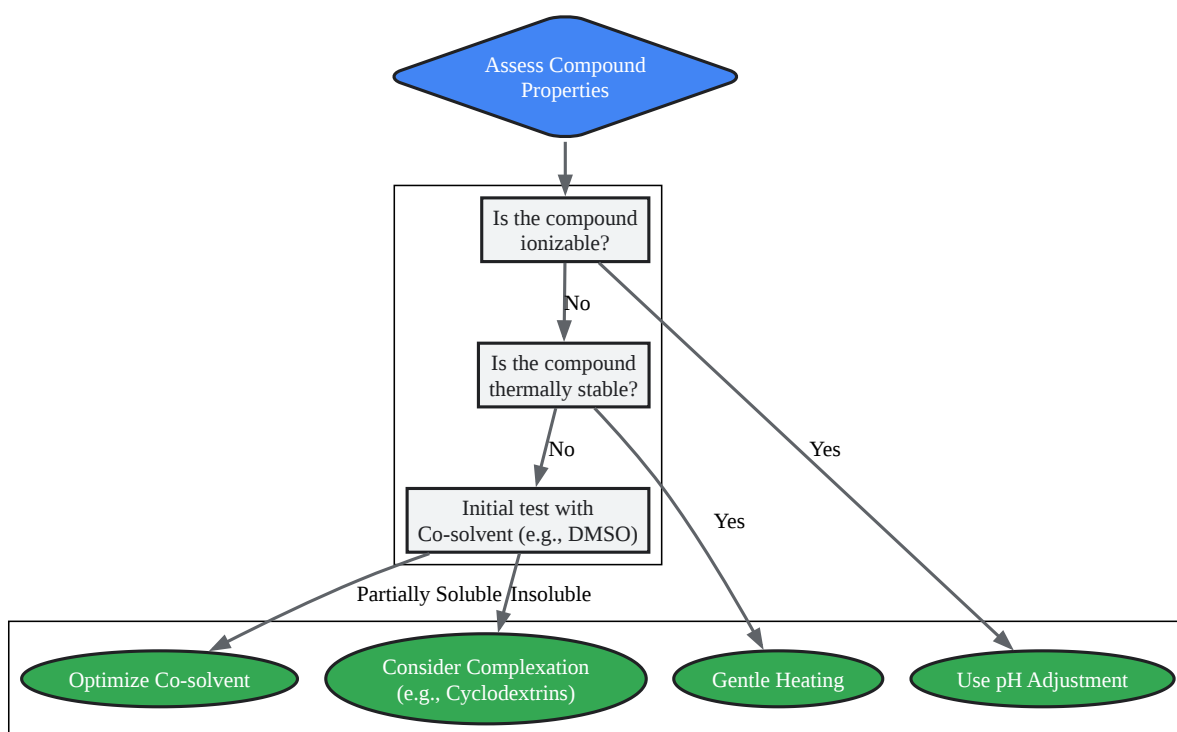 Assess Compound
Properties
Is the compound
ionizable?
No
Is the compound
thermally stable?
Yes
No
Initial test with
Co-solvent (e.g., DMSO)
Yes
Partially Soluble
Insoluble
Optimize Co-solvent
Consider Complexation
(e.g., Cyclodextrins)
Gentle Heating
Use pH Adjustment